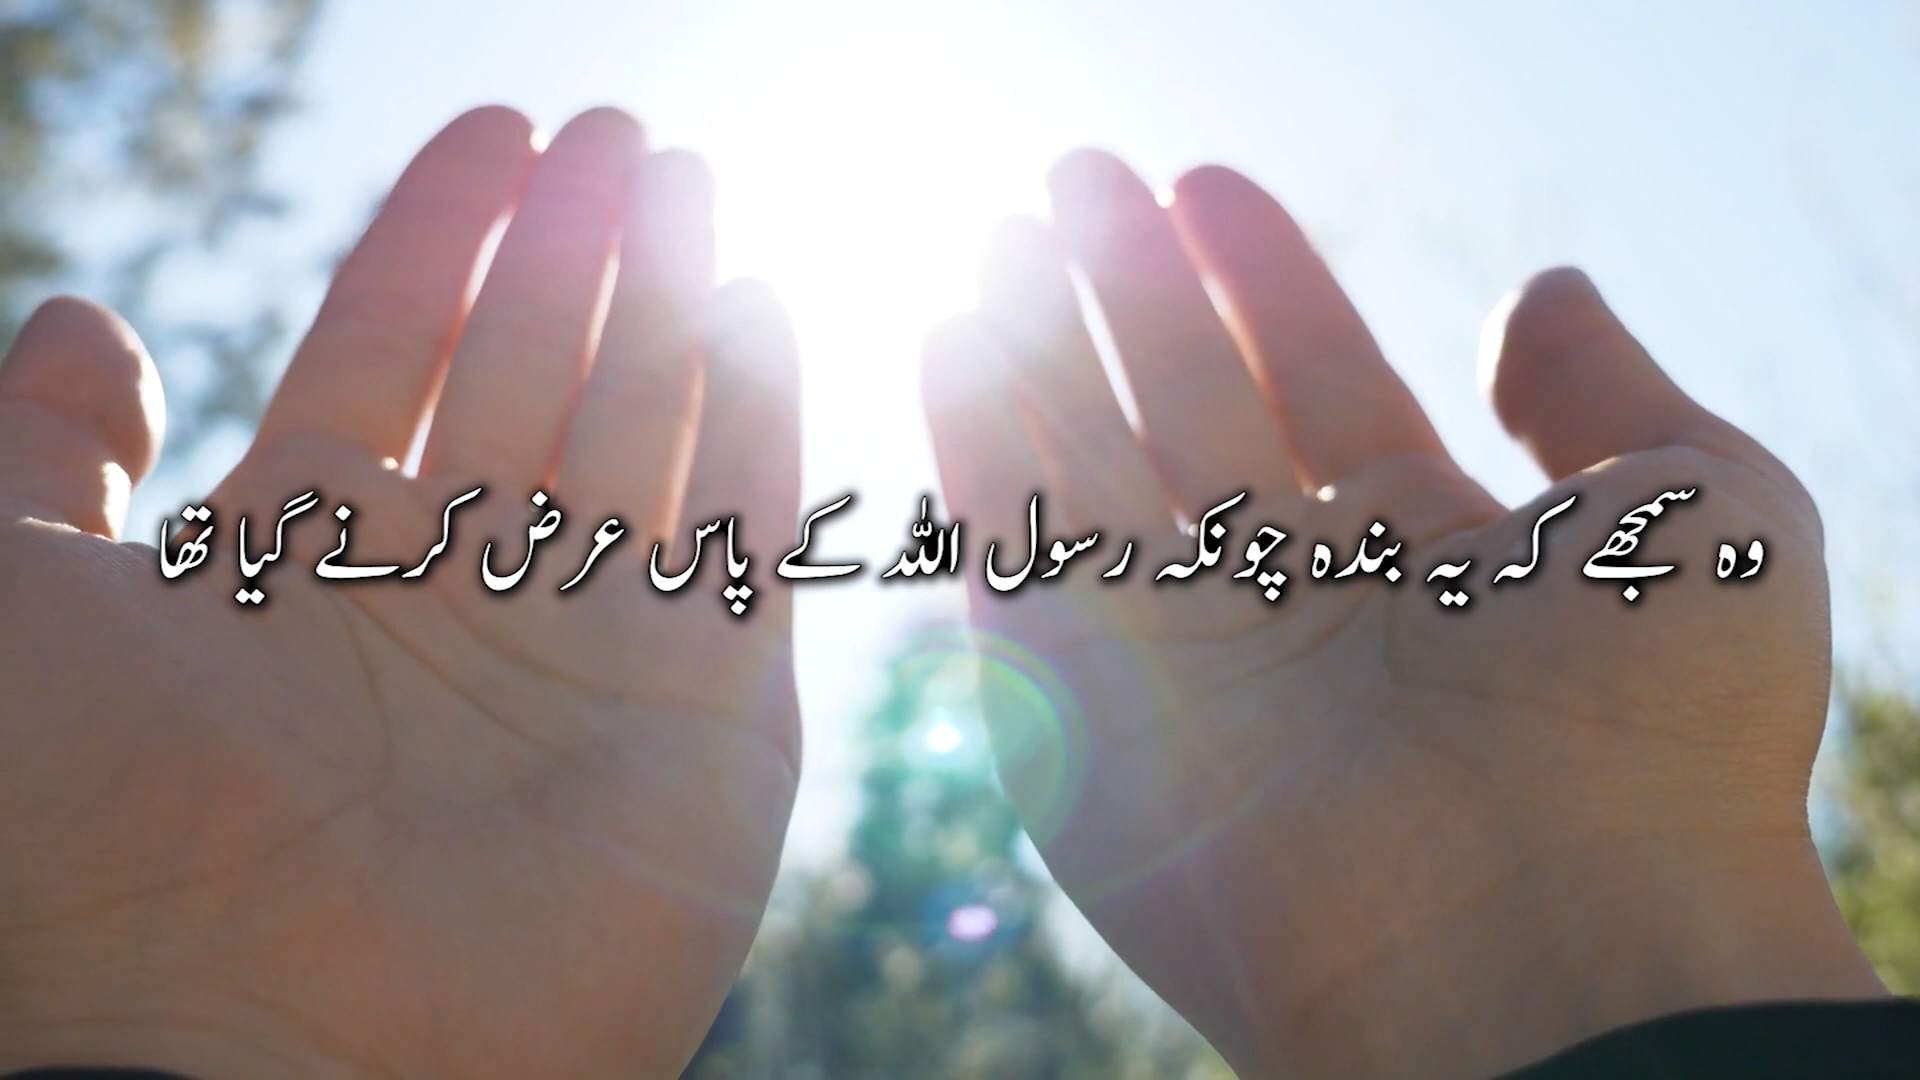 وہ سمجھے کہ یہ بندہ چونکہ رسول اللہ کے پاس عرض کرنے گیا تھا